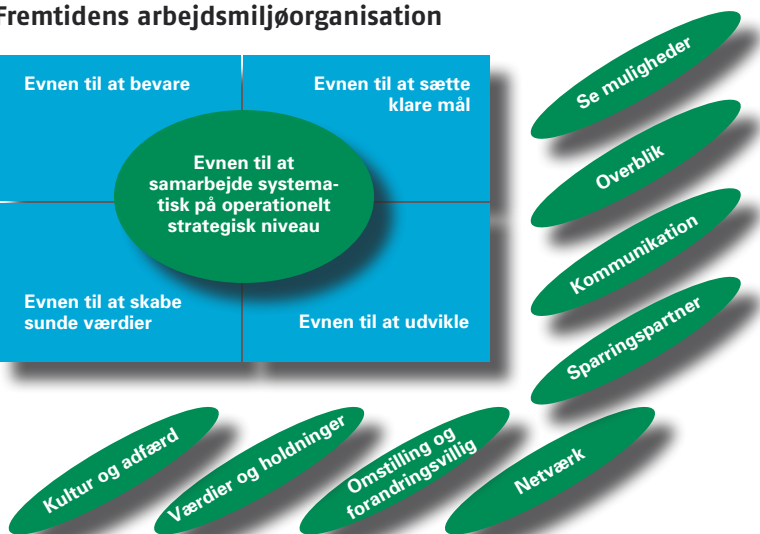 Fremtidens arbejdsmiljøorganisation
Evnen til at bevare
Evnen til at sætte
klare mål
Evnen til at
samarbejde systema-
tisk på operationelt
strategisk niveau
Evnen til at skabe
sunde værdier
Evnen til at udvikle
Se muligheder
Overblik
Kommunikation
Sparringspartner
Kultur og adfærd
Værdier og holdninger
Omstilling og
forandringsvillig
Netværk